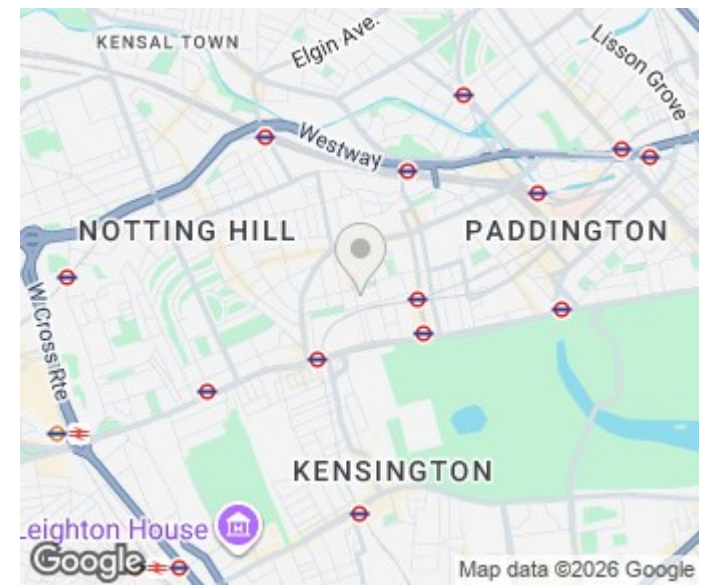 KENSAL TOWN
Elgin Ave.
Lisson Grove
Westway
NOTTING HILL
PADDINGTON
W Cross Rte
KENSINGTON
Leighton House
Google
Map data ©2026 Google